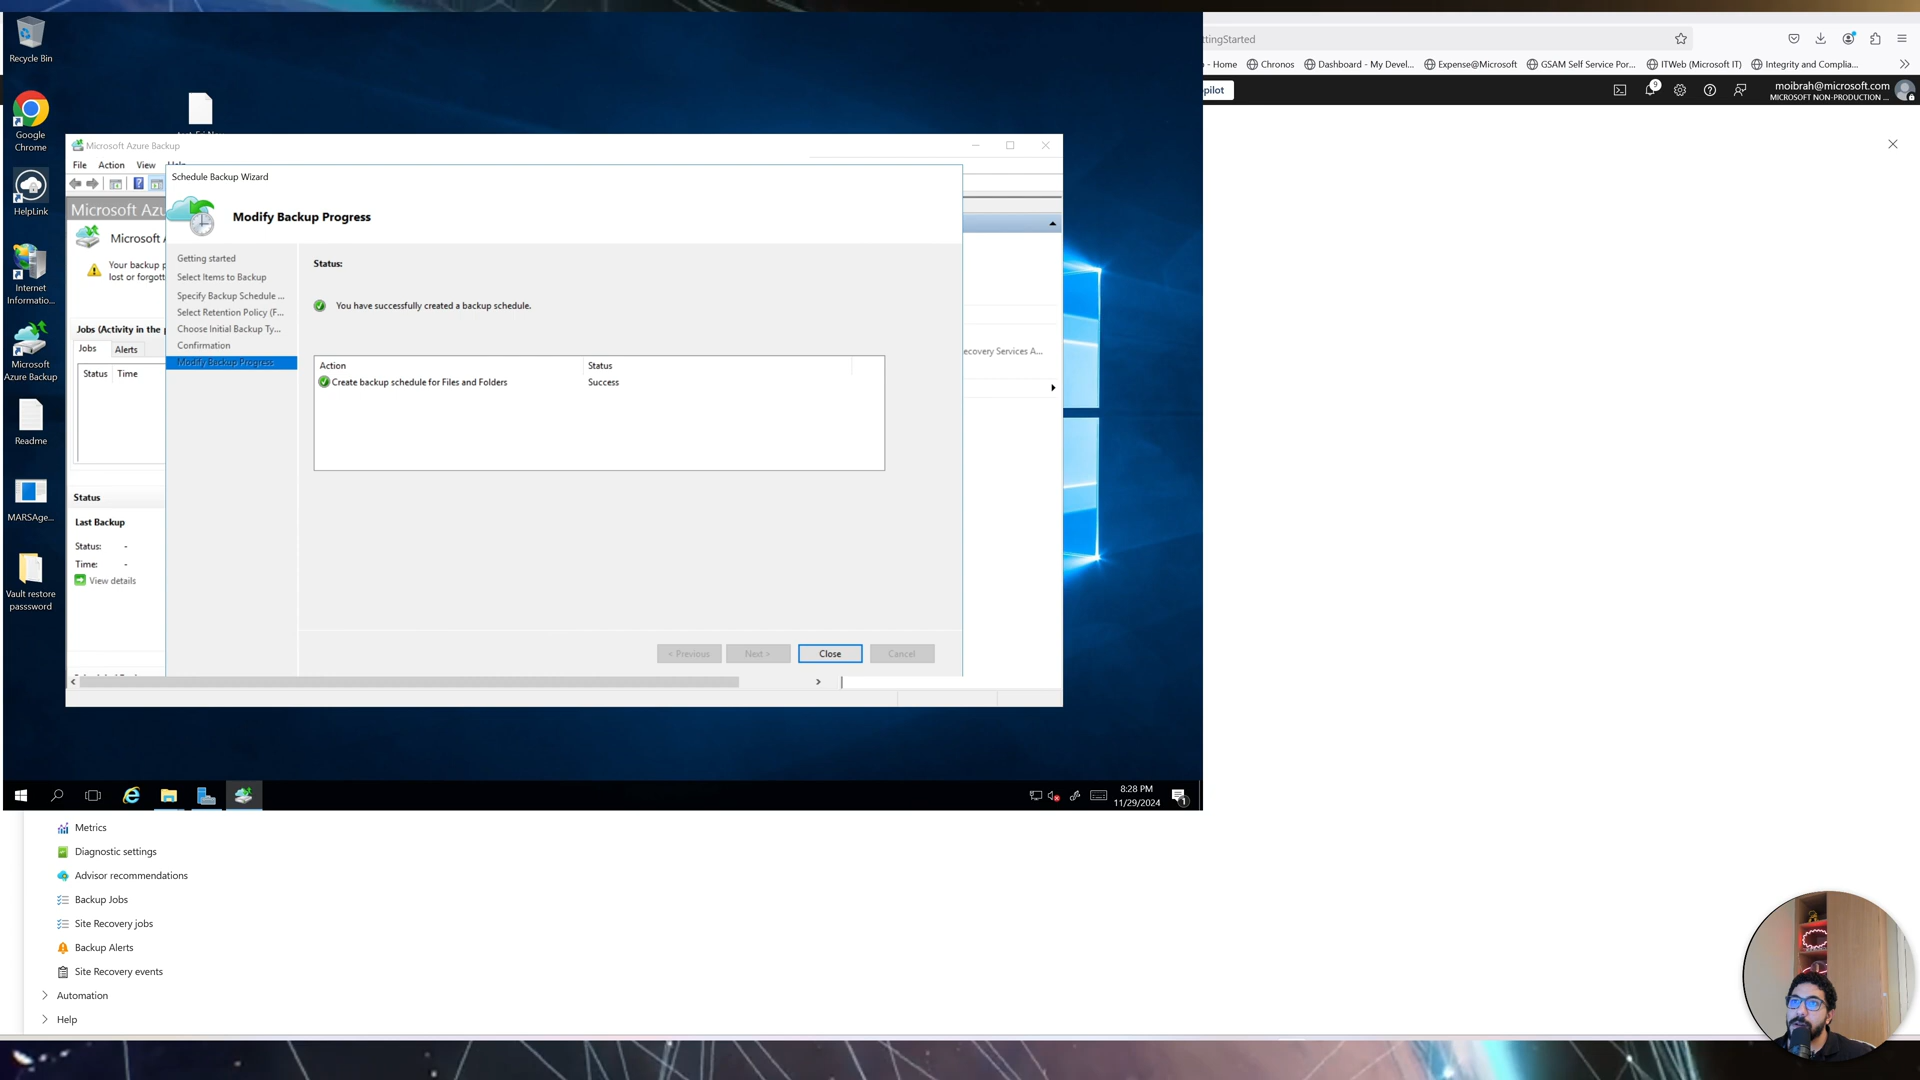 Recycle Bin
Google
Chrome
HelpLink
Internet
Informatio...
Microsoft
Azure Backup
Readme
MARSAge...
Vault restore
passsword
Microsoft Azure Backup
File Action View Help
Microsoft Azu
Microsoft A
Your backup p
lost or forgott
Jobs (Activity in the p
Jobs Alerts
Status Time
Status
Last Backup
Status: -
Time: -
View details
Schedule Backup Wizard
Modify Backup Progress
Getting started
Select Items to Backup
Specify Backup Schedule ...
Select Retention Policy (F...
Choose Initial Backup Ty...
Confirmation
Modify Backup Progress
Status:
You have successfully created a backup schedule.
Action Status
Create backup schedule for Files and Folders Success
< Previous
Next >
Close
Cancel
ecovery Services A...
8:28 PM
11/29/2024
1
ttingStarted
- Home
Chronos
Dashboard - My Devel...
Expense@Microsoft
GSAM Self Service Por...
ITWeb (Microsoft IT)
Integrity and Complia...
pilot
9
moibrah@microsoft.com
MICROSOFT NON-PRODUCTION ...
Metrics
Diagnostic settings
Advisor recommendations
Backup Jobs
Site Recovery jobs
Backup Alerts
Site Recovery events
Automation
Help